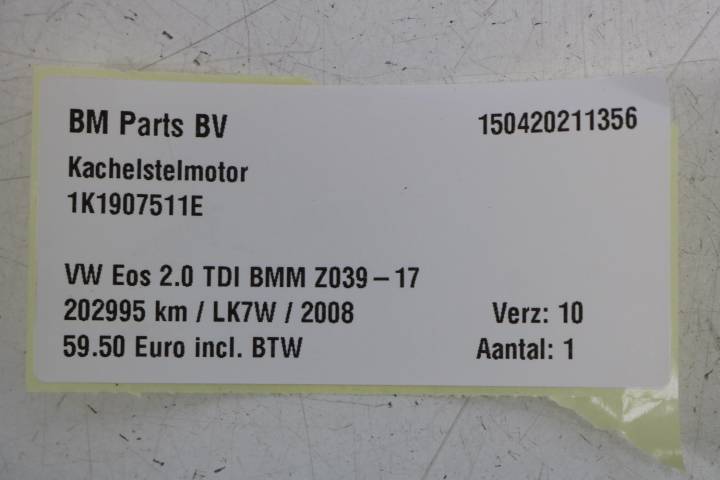 BM Parts BV 150420211356
Kachelstelmotor
1K1907511E
VW Eos 2.0 TDI BMM Z039-17
202995 km / LK7W / 2008 Verz: 10
59.50 Euro incl. BTW Aantal: 1